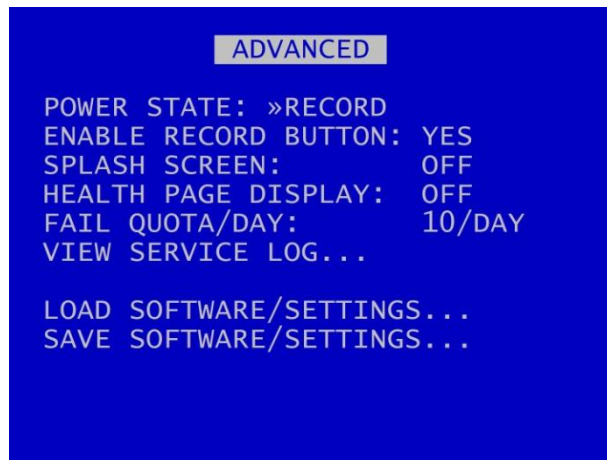 ADVANCED
POWER STATE: »RECORD
ENABLE RECORD BUTTON: YES
SPLASH SCREEN: OFF
HEALTH PAGE DISPLAY: OFF
FAIL QUOTA/DAY: 10/DAY
VIEW SERVICE LOG...
LOAD SOFTWARE/SETTINGS...
SAVE SOFTWARE/SETTINGS...